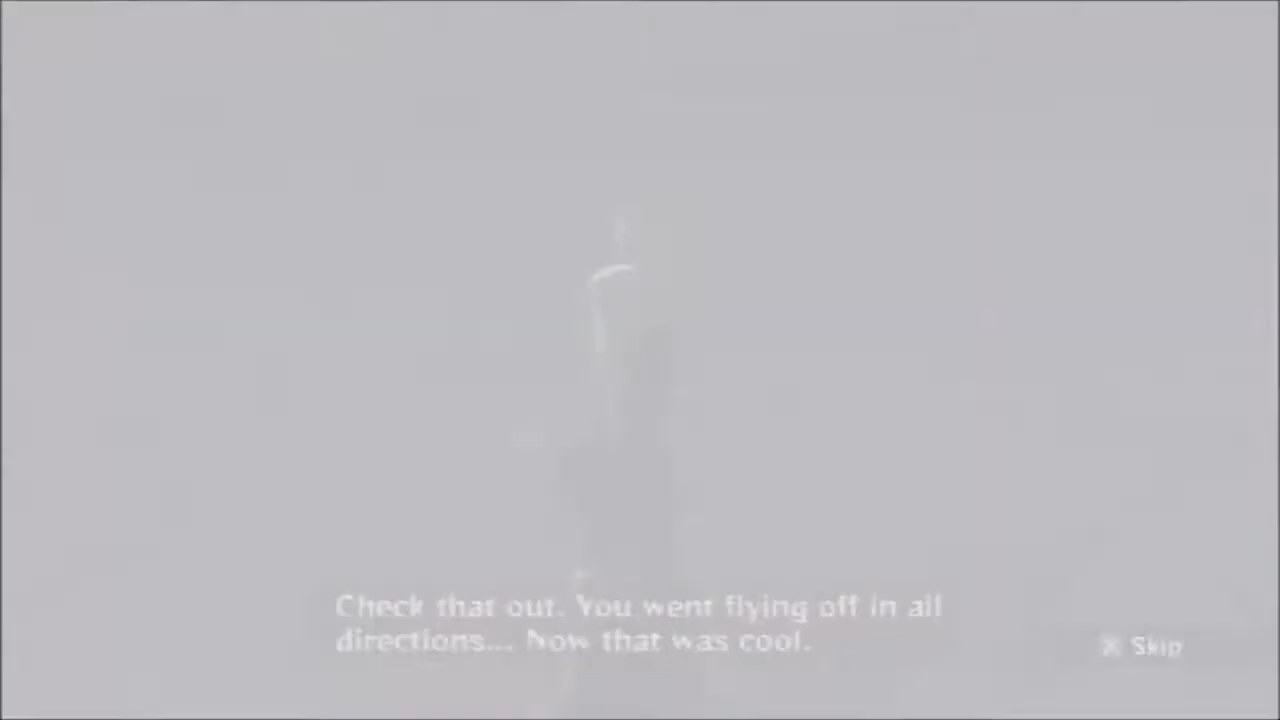 Check that out. You went flying off in all
directions... Now that was cool.
Skip